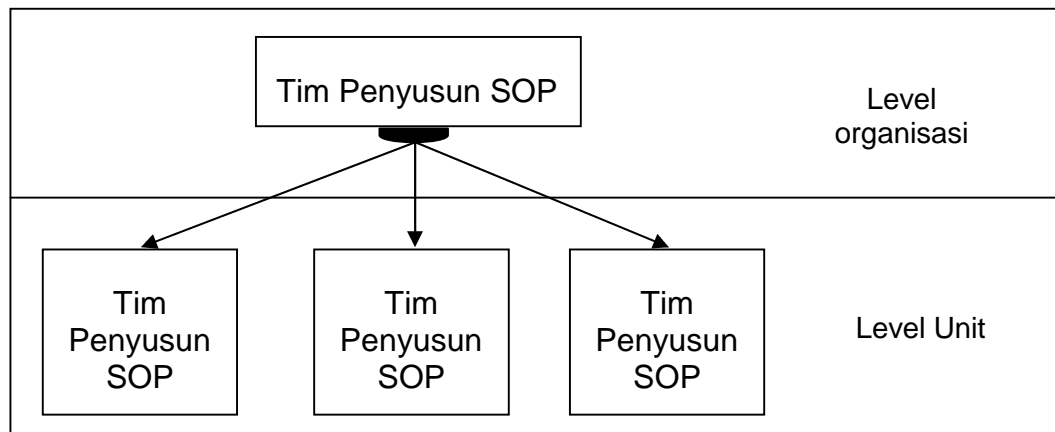 Tim Penyusun SOP
Level
organisasi
Tim
Penyusun
SOP
Tim
Penyusun
SOP
Tim
Penyusun
SOP
Level Unit